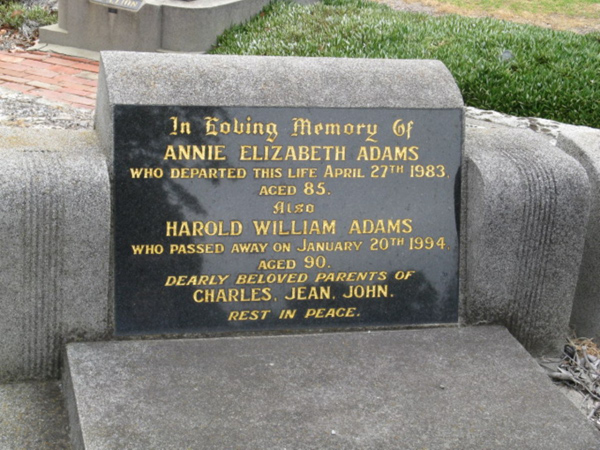 In Loving Memory Of
ANNIE ELIZABETH ADAMS
WHO DEPARTED THIS LIFE APRIL 27TH 1983.
AGED 85.
Also
HAROLD WILLIAM ADAMS
WHO PASSED AWAY ON JANUARY 20TH 1994.
AGED 90.
DEARLY BELOVED PARENTS OF
CHARLES, JEAN, JOHN.
REST IN PEACE.